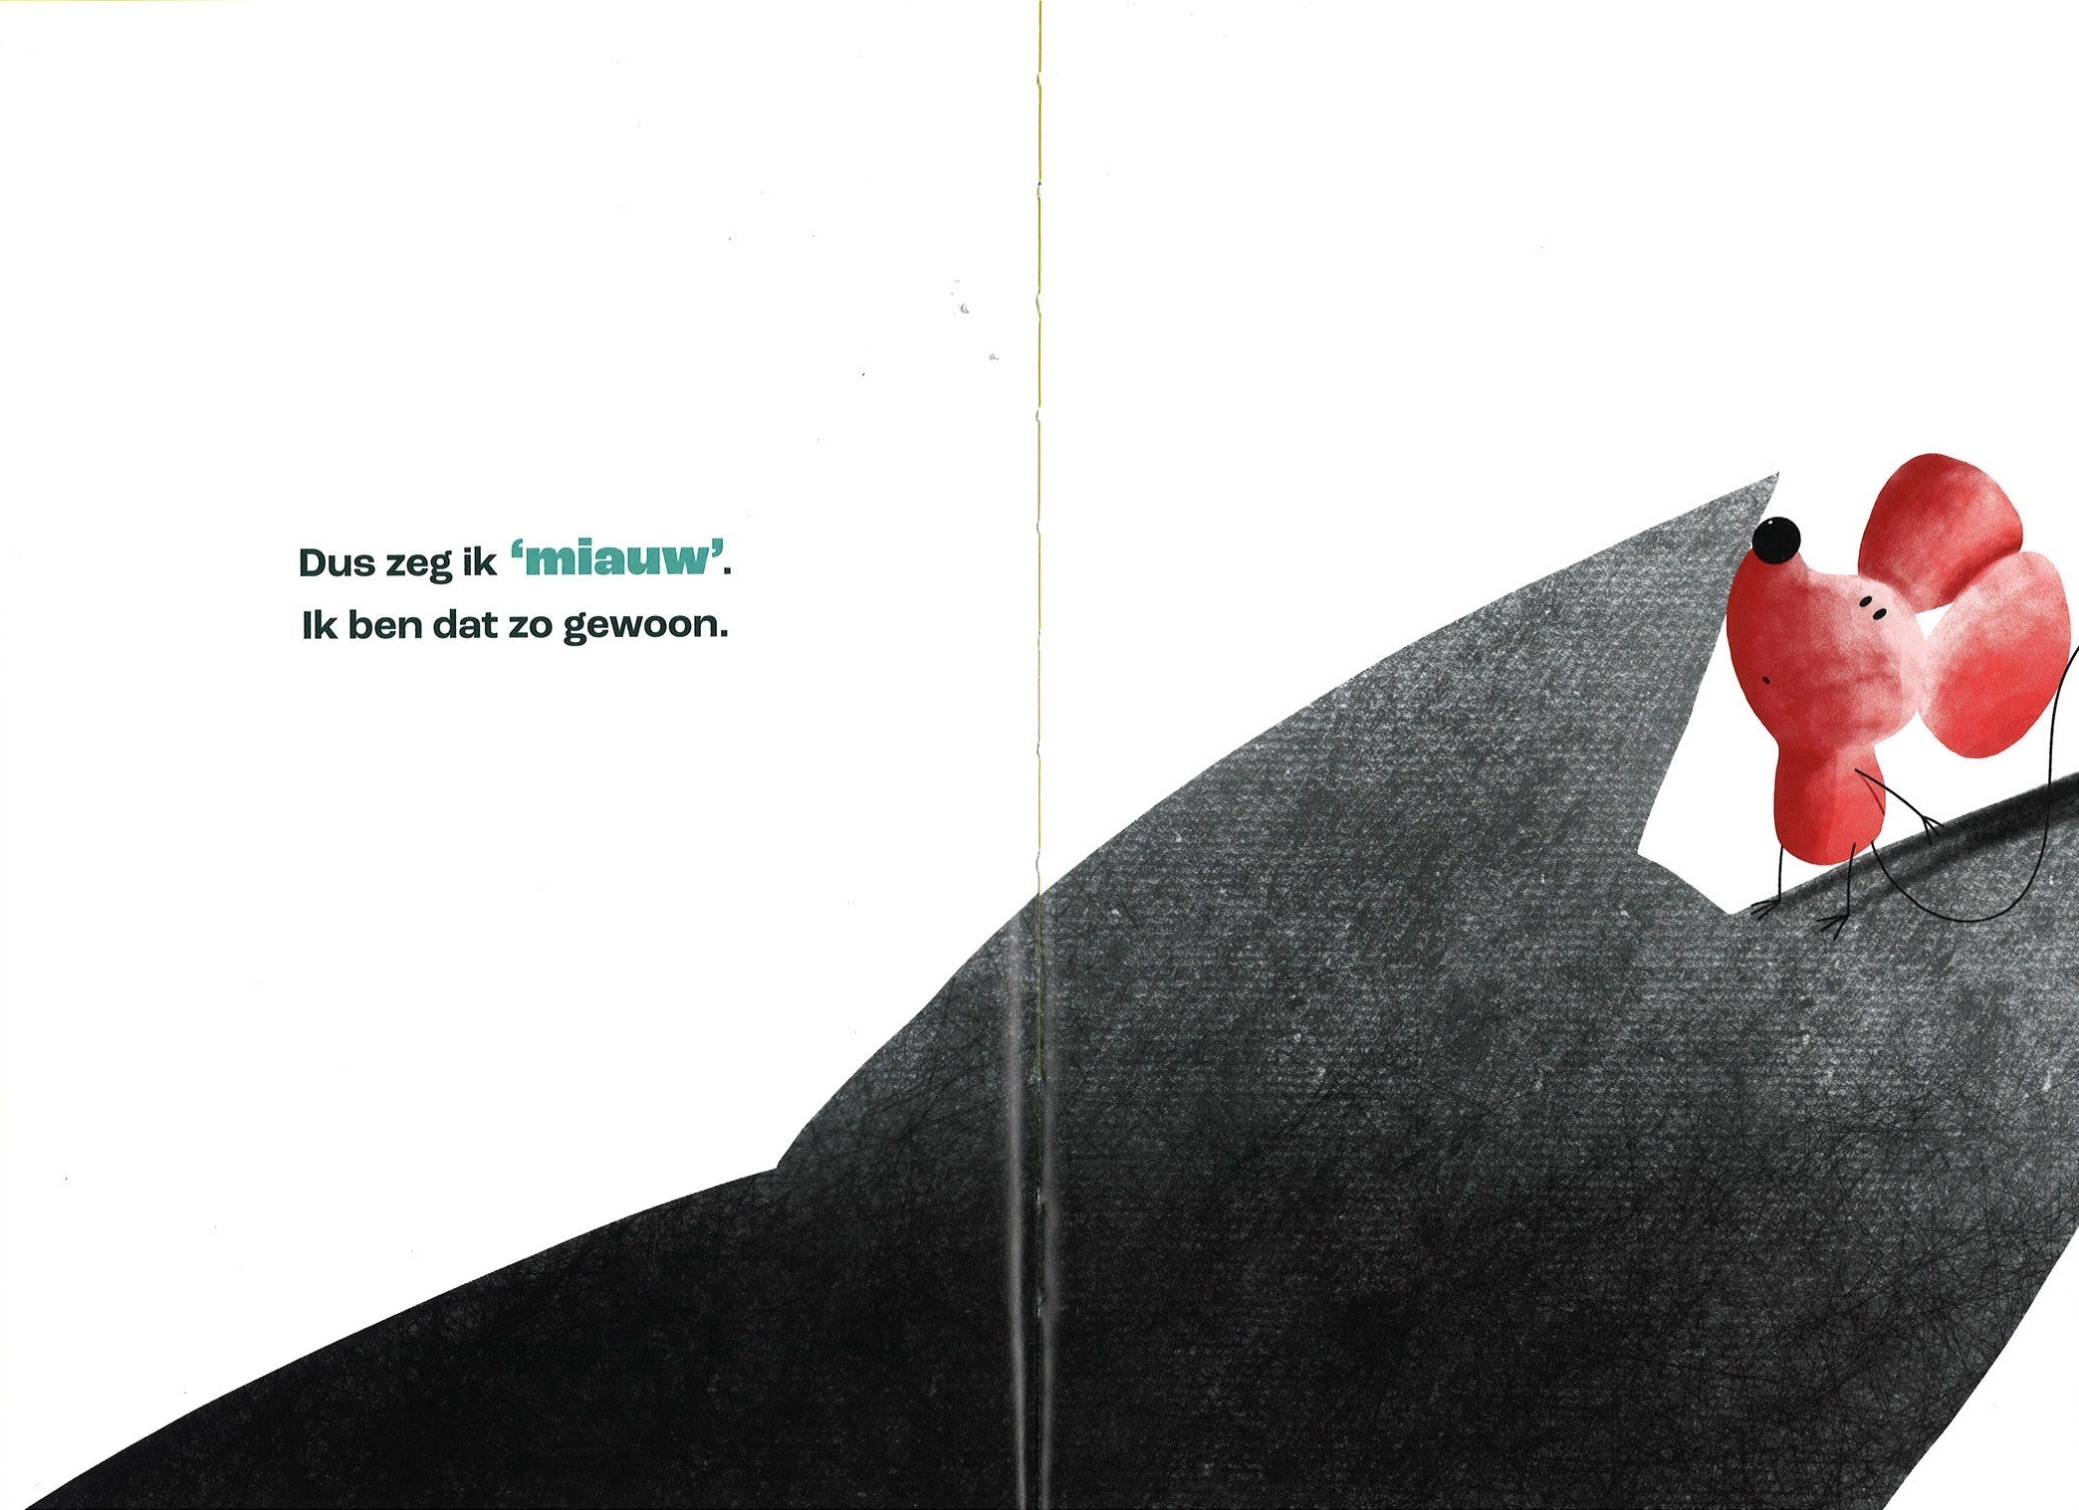 Dus zeg ik ‘miauw’.
Ik ben dat zo gewoon.